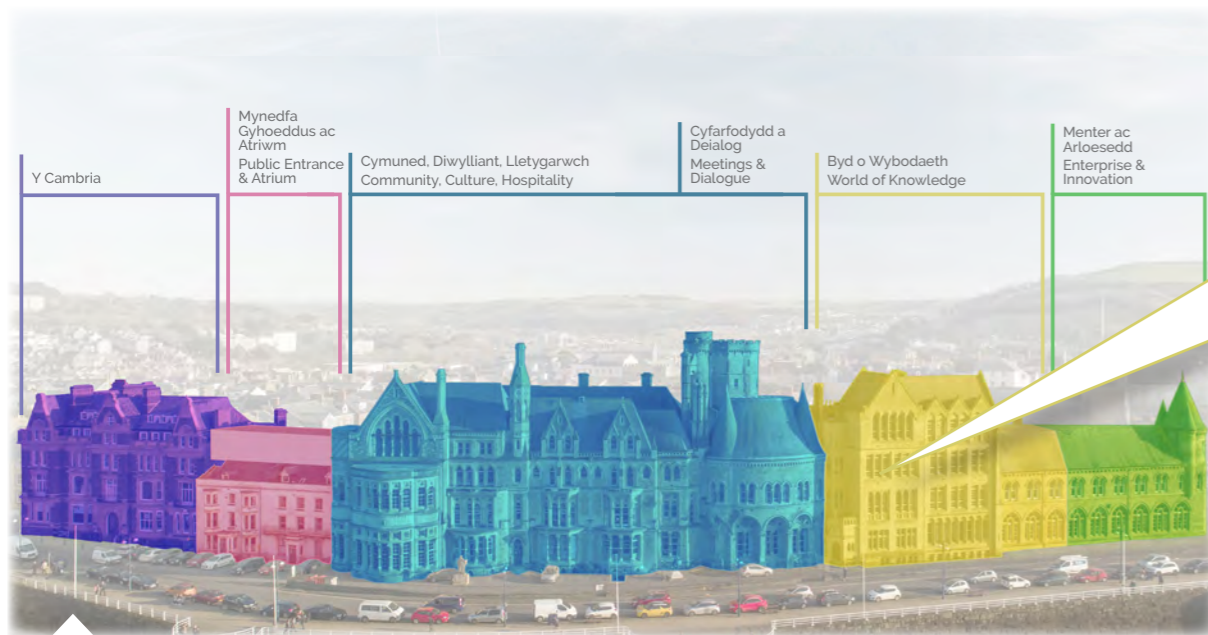 Y Cambria
Mynedfa
Gyhoeddus ac
Atriwm
Public Entrance
& Atrium
Cymuned, Diwylliant, Lletygarwch
Community, Culture, Hospitality
Cyfarfodydd a
Deialog
Meetings &
Dialogue
Byd o Wybodaeth
World of Knowledge
Menter ac
Arloesedd
Enterprise &
Innovation